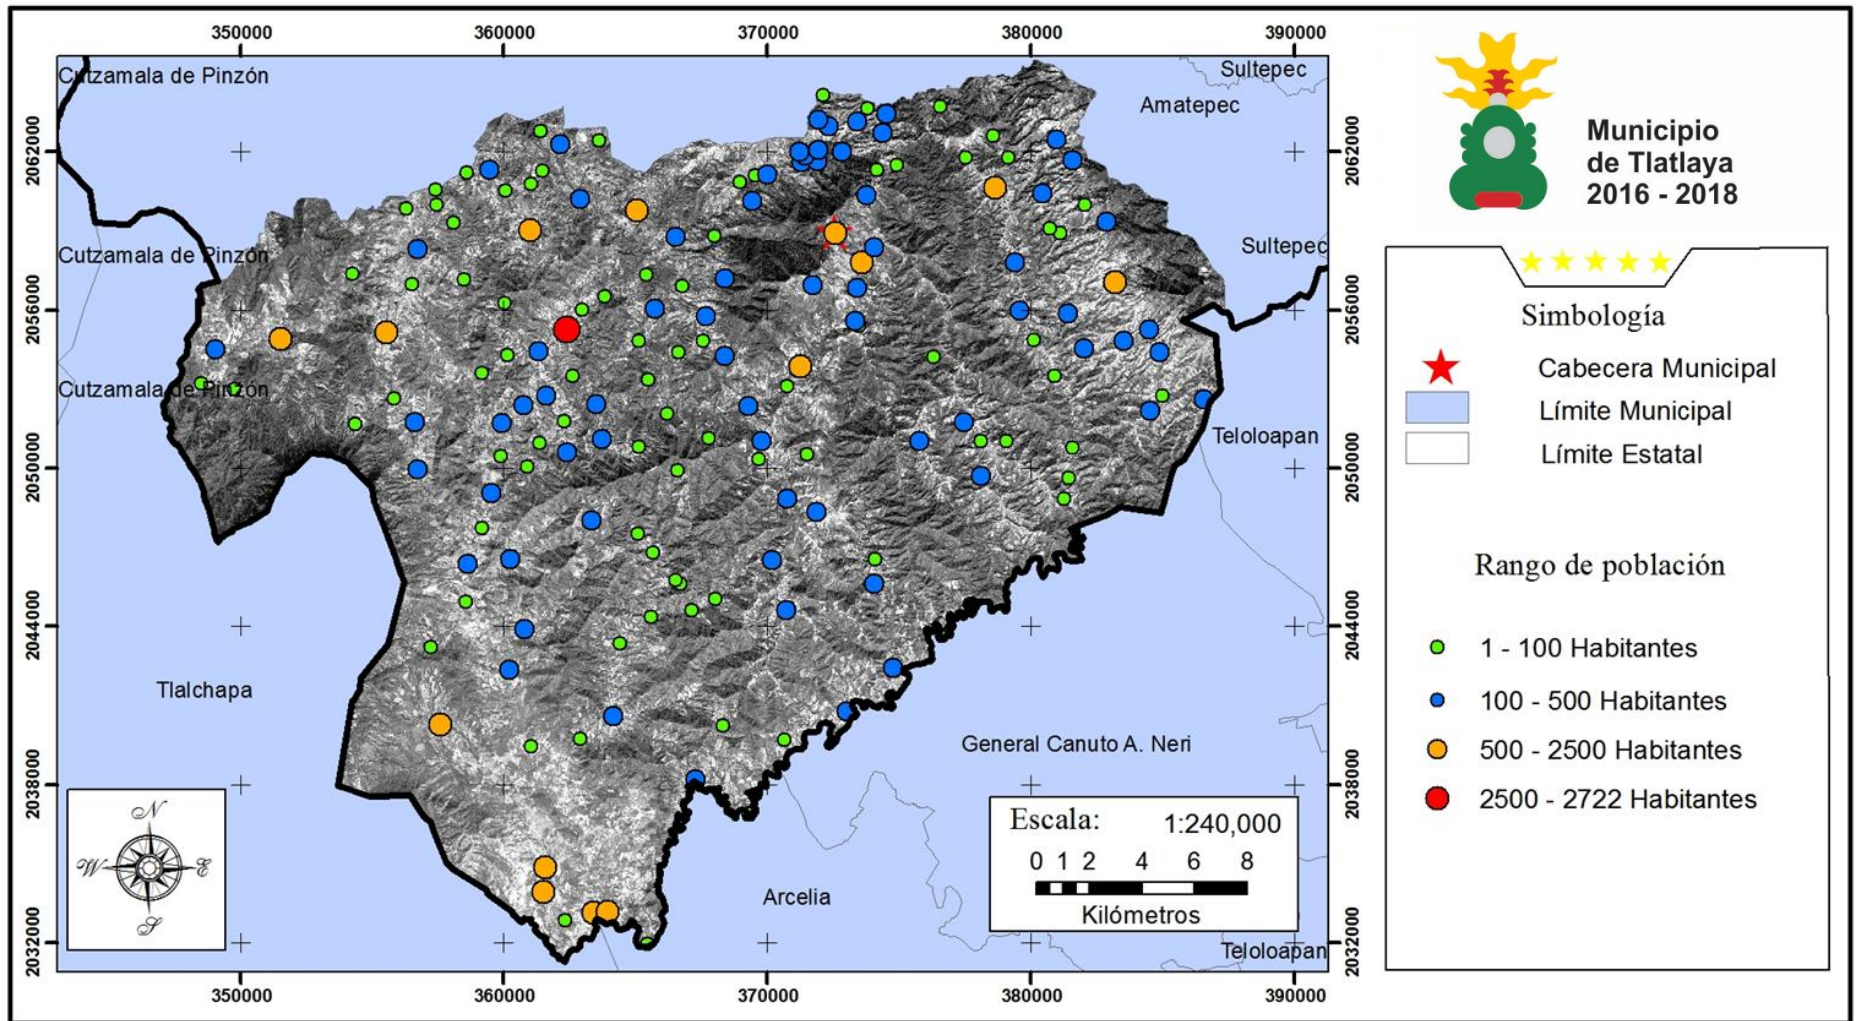 350000
360000
370000
380000
390000
Cutzamala de Pinzón
Sultepec
Amatepec
Cutzamala de Pinzón
Sultepec
Cutzamala de Pinzón
Teloloapan
Tlalchapa
General Canuto A. Neri
Arcelia
Teloloapan
2062000
2056000
2050000
2044000
2038000
2032000
2062000
2056000
2050000
2044000
2038000
2032000
N
W
E
S
Escala: 1:240,000
0 1 2 4 6 8
Kilómetros
350000
360000
370000
380000
390000
Municipio
de Tlatlaya
2016 - 2018
Simbología
Cabecera Municipal
Límite Municipal
Límite Estatal
Rango de población
1 - 100 Habitantes
100 - 500 Habitantes
500 - 2500 Habitantes
2500 - 2722 Habitantes